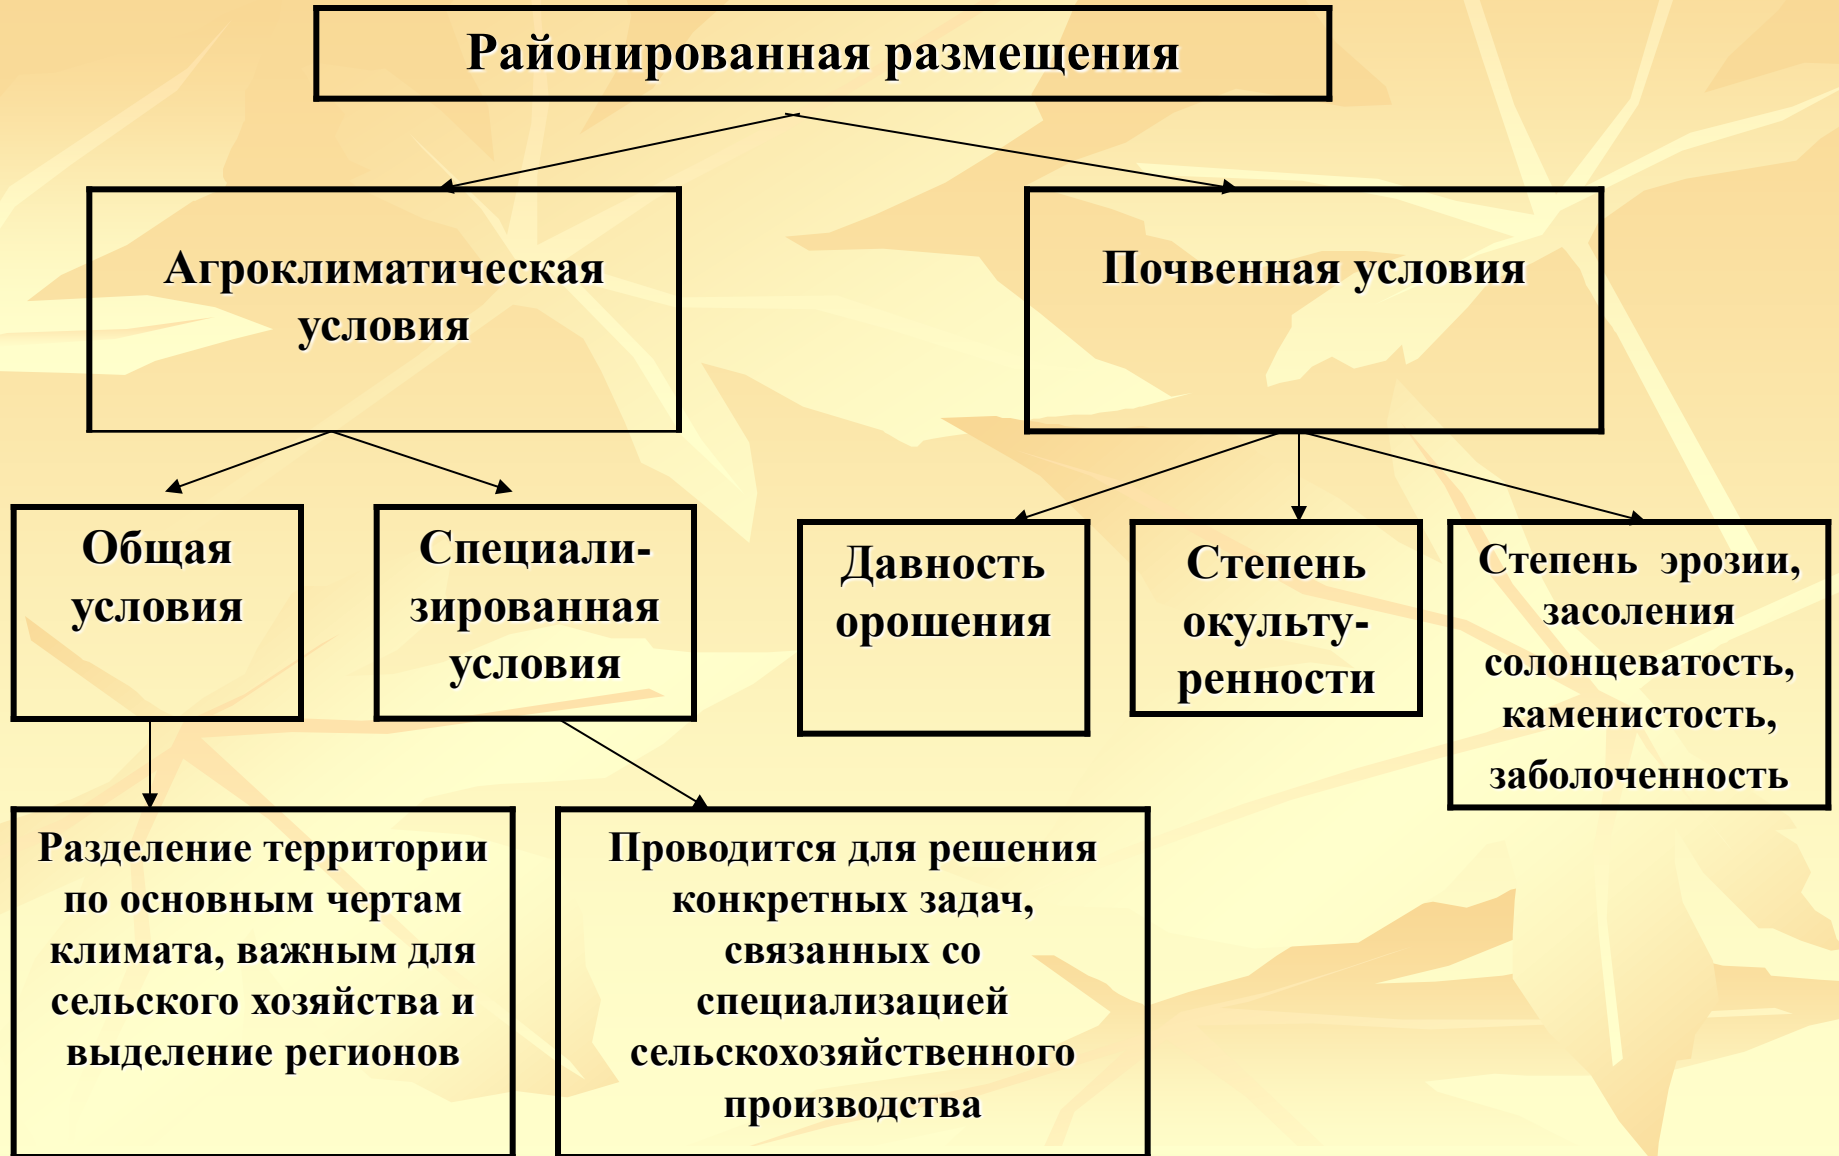 Районированная размещения
Агроклиматическая
условия
Почвенная условия
Общая
условия
Специали-
зированная
условия
Давность
орошения
Степень
окульту-
ренности
Степень эрозии,
засоления
солонцеватость,
каменистость,
заболоченность
Разделение территории
по основным чертам
климата, важным для
сельского хозяйства и
выделение регионов
Проводится для решения
конкретных задач,
связанных со
специализацией
сельскохозяйственного
производства